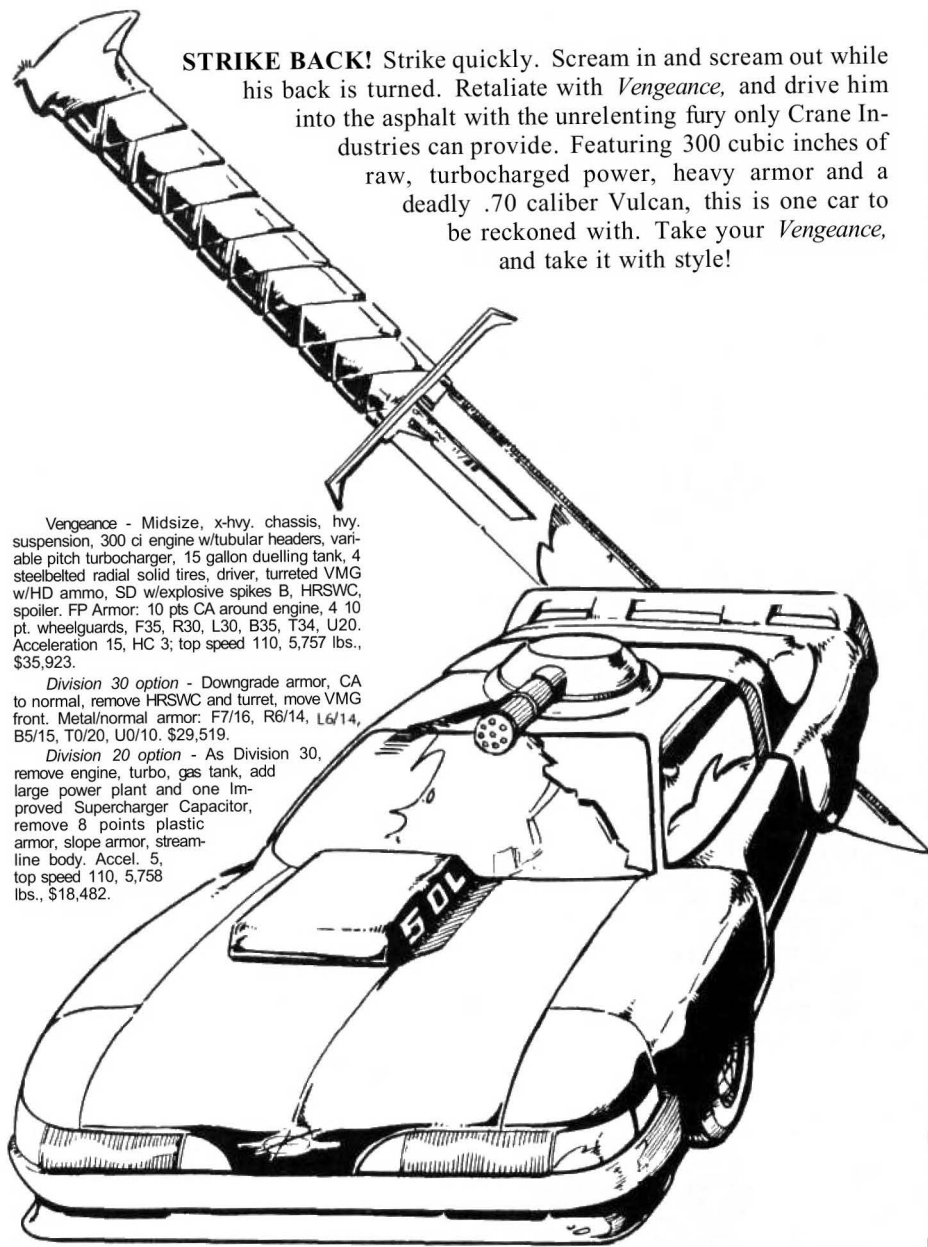 STRIKE BACK! Strike quickly. Scream in and scream out while
his back is turned. Retaliate with Vengeance, and drive him
into the asphalt with the unrelenting fury only Crane In-
dustries can provide. Featuring 300 cubic inches of
raw, turbocharged power, heavy armor and a
deadly .70 caliber Vulcan, this is one car to
be reckoned with. Take your Vengeance,
and take it with style!
Vengeance - Midsize, x-hvy. chassis, hvy.
suspension, 300 ci engine w/tubular headers, vari-
able pitch turbocharger, 15 gallon duelling tank, 4
steelbelted radial solid tires, driver, turreted VMG
w/HD ammo, SD w/explosive spikes B, HRSWC,
spoiler. FP Armor: 10 pts CA around engine, 4 10
pt. wheelguards, F35, R30, L30, B35, T34, U20.
Acceleration 15, HC 3; top speed 110, 5,757 lbs.,
$35,923.
Division 30 option - Downgrade armor, CA
to normal, remove HRSWC and turret, move VMG
front. Metal/normal armor: F7/16, R6/14, L6/14,
B5/15, T0/20, U0/10. $29,519.
Division 20 option - As Division 30,
remove engine, turbo, gas tank, add
large power plant and one Im-
proved Supercharger Capacitor,
remove 8 points plastic
armor, slope armor, stream-
line body. Accel. 5,
top speed 110, 5,758
lbs., $18,482.
5 0L